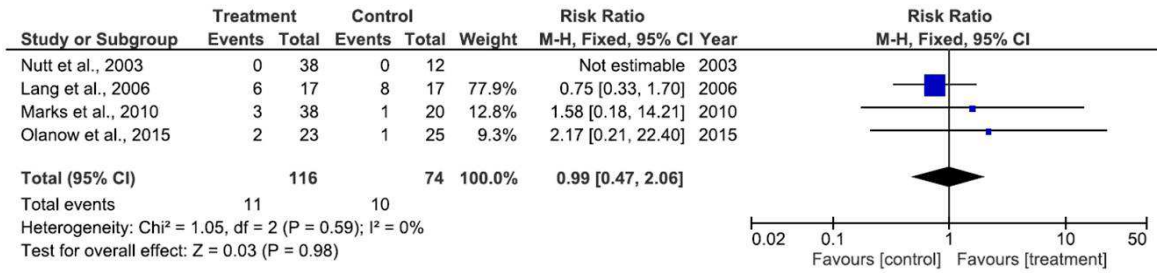 Treatment Control Risk Ratio Risk Ratio
Study or Subgroup Events Total Events Total Weight M-H, Fixed, 95% CI Year M-H, Fixed, 95% CI
Nutt et al., 2003 0 38 0 12 Not estimable 2003
Lang et al., 2006 6 17 8 17 77.9% 0.75 [0.33, 1.70] 2006
Marks et al., 2010 3 38 1 20 12.8% 1.58 [0.18, 14.21] 2010
Olanow et al., 2015 2 23 1 25 9.3% 2.17 [0.21, 22.40] 2015
Total (95% CI) 116 74 100.0% 0.99 [0.47, 2.06]
Total events 11 10
Heterogeneity: Chi² = 1.05, df = 2 (P = 0.59); I² = 0%
Test for overall effect: Z = 0.03 (P = 0.98)
0.02 0.1 1 10 50
Favours [control] Favours [treatment]